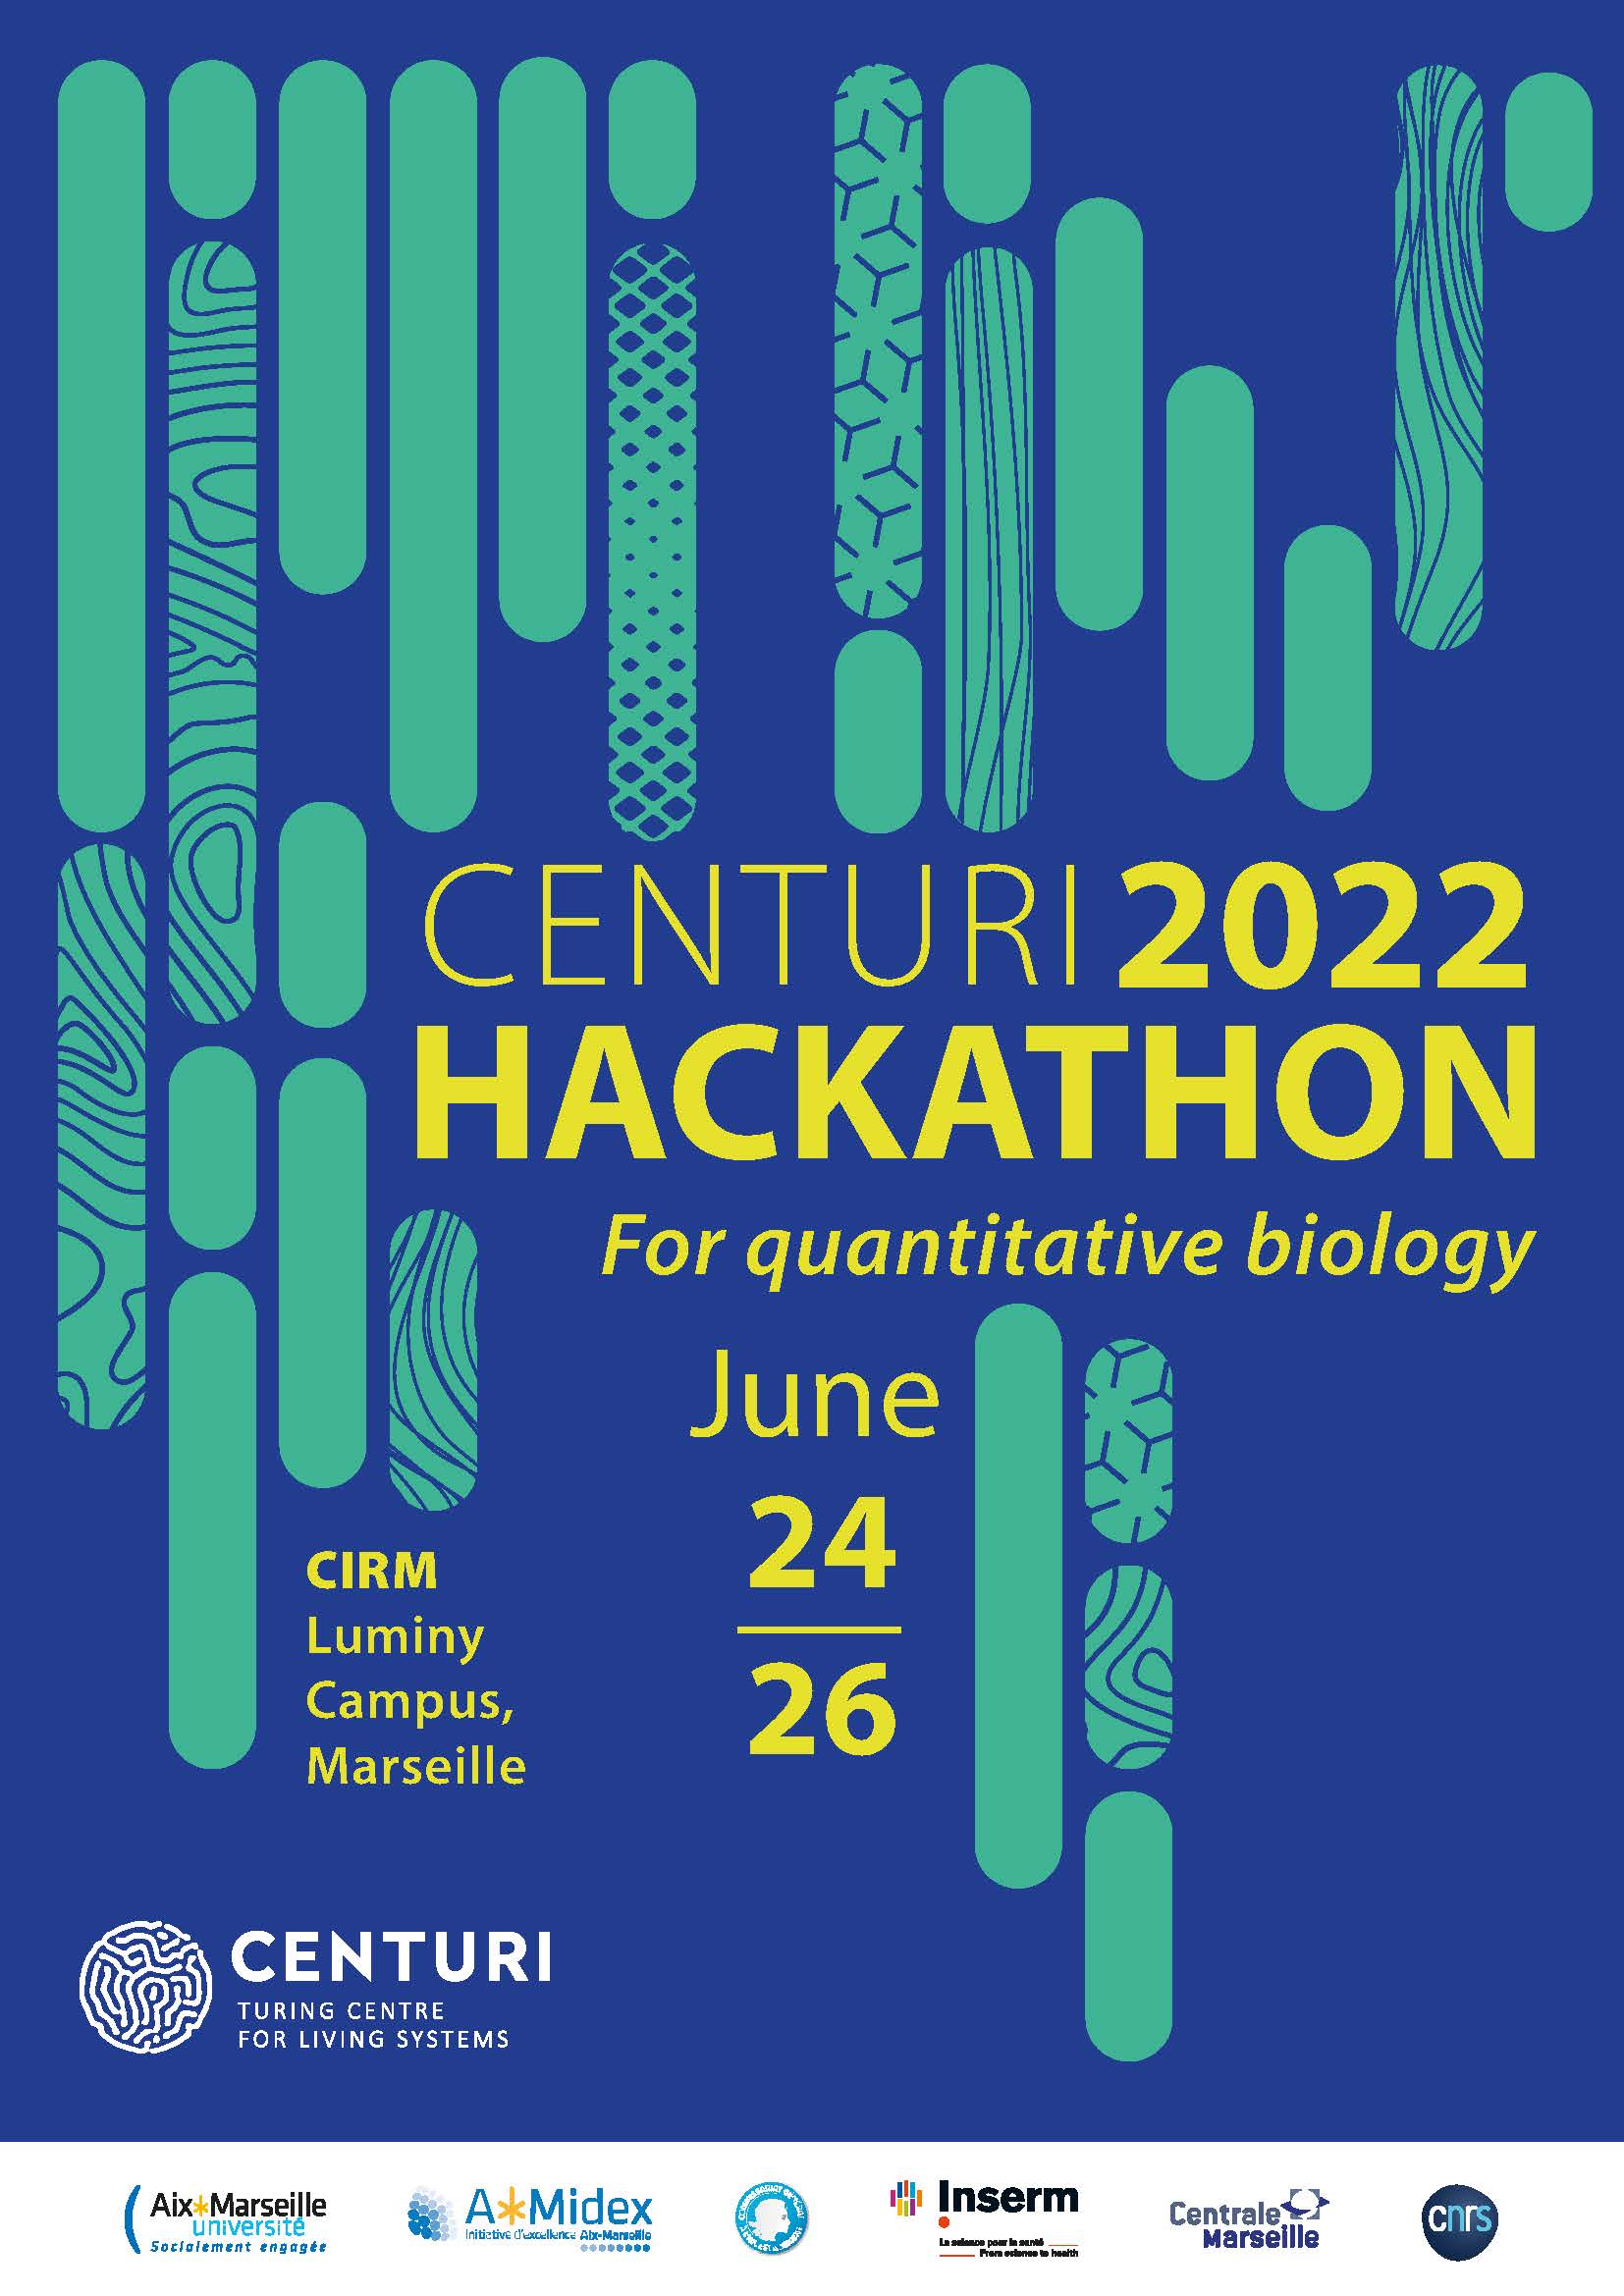 CENTURI 2022
HACKATHON
For quantitative biology
June
24
26
CIRM
Luminy
Campus,
Marseille
CENTURI
TURING CENTRE
FOR LIVING SYSTEMS
Aix*Marseille
université
Socialement engagée
A*Midex
Initiative d'excellence Aix-Marseille
Inserm
La science pour la santé
From science to health
Centrale
Marseille
cnrs